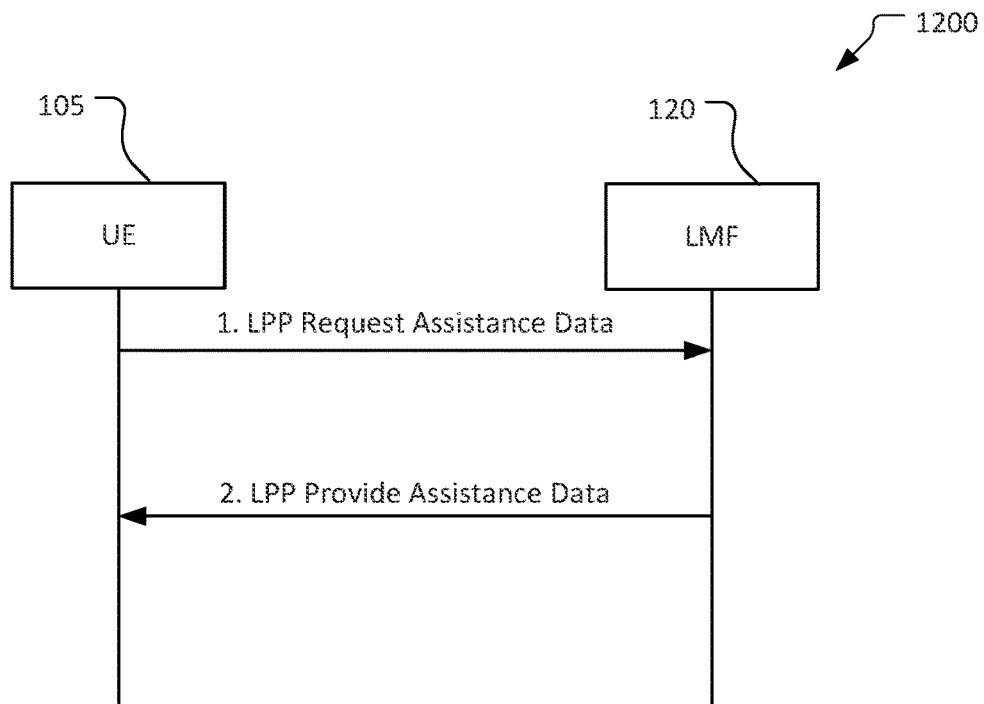 1200
105
120
UE
LMF
1. LPP Request Assistance Data
2. LPP Provide Assistance Data